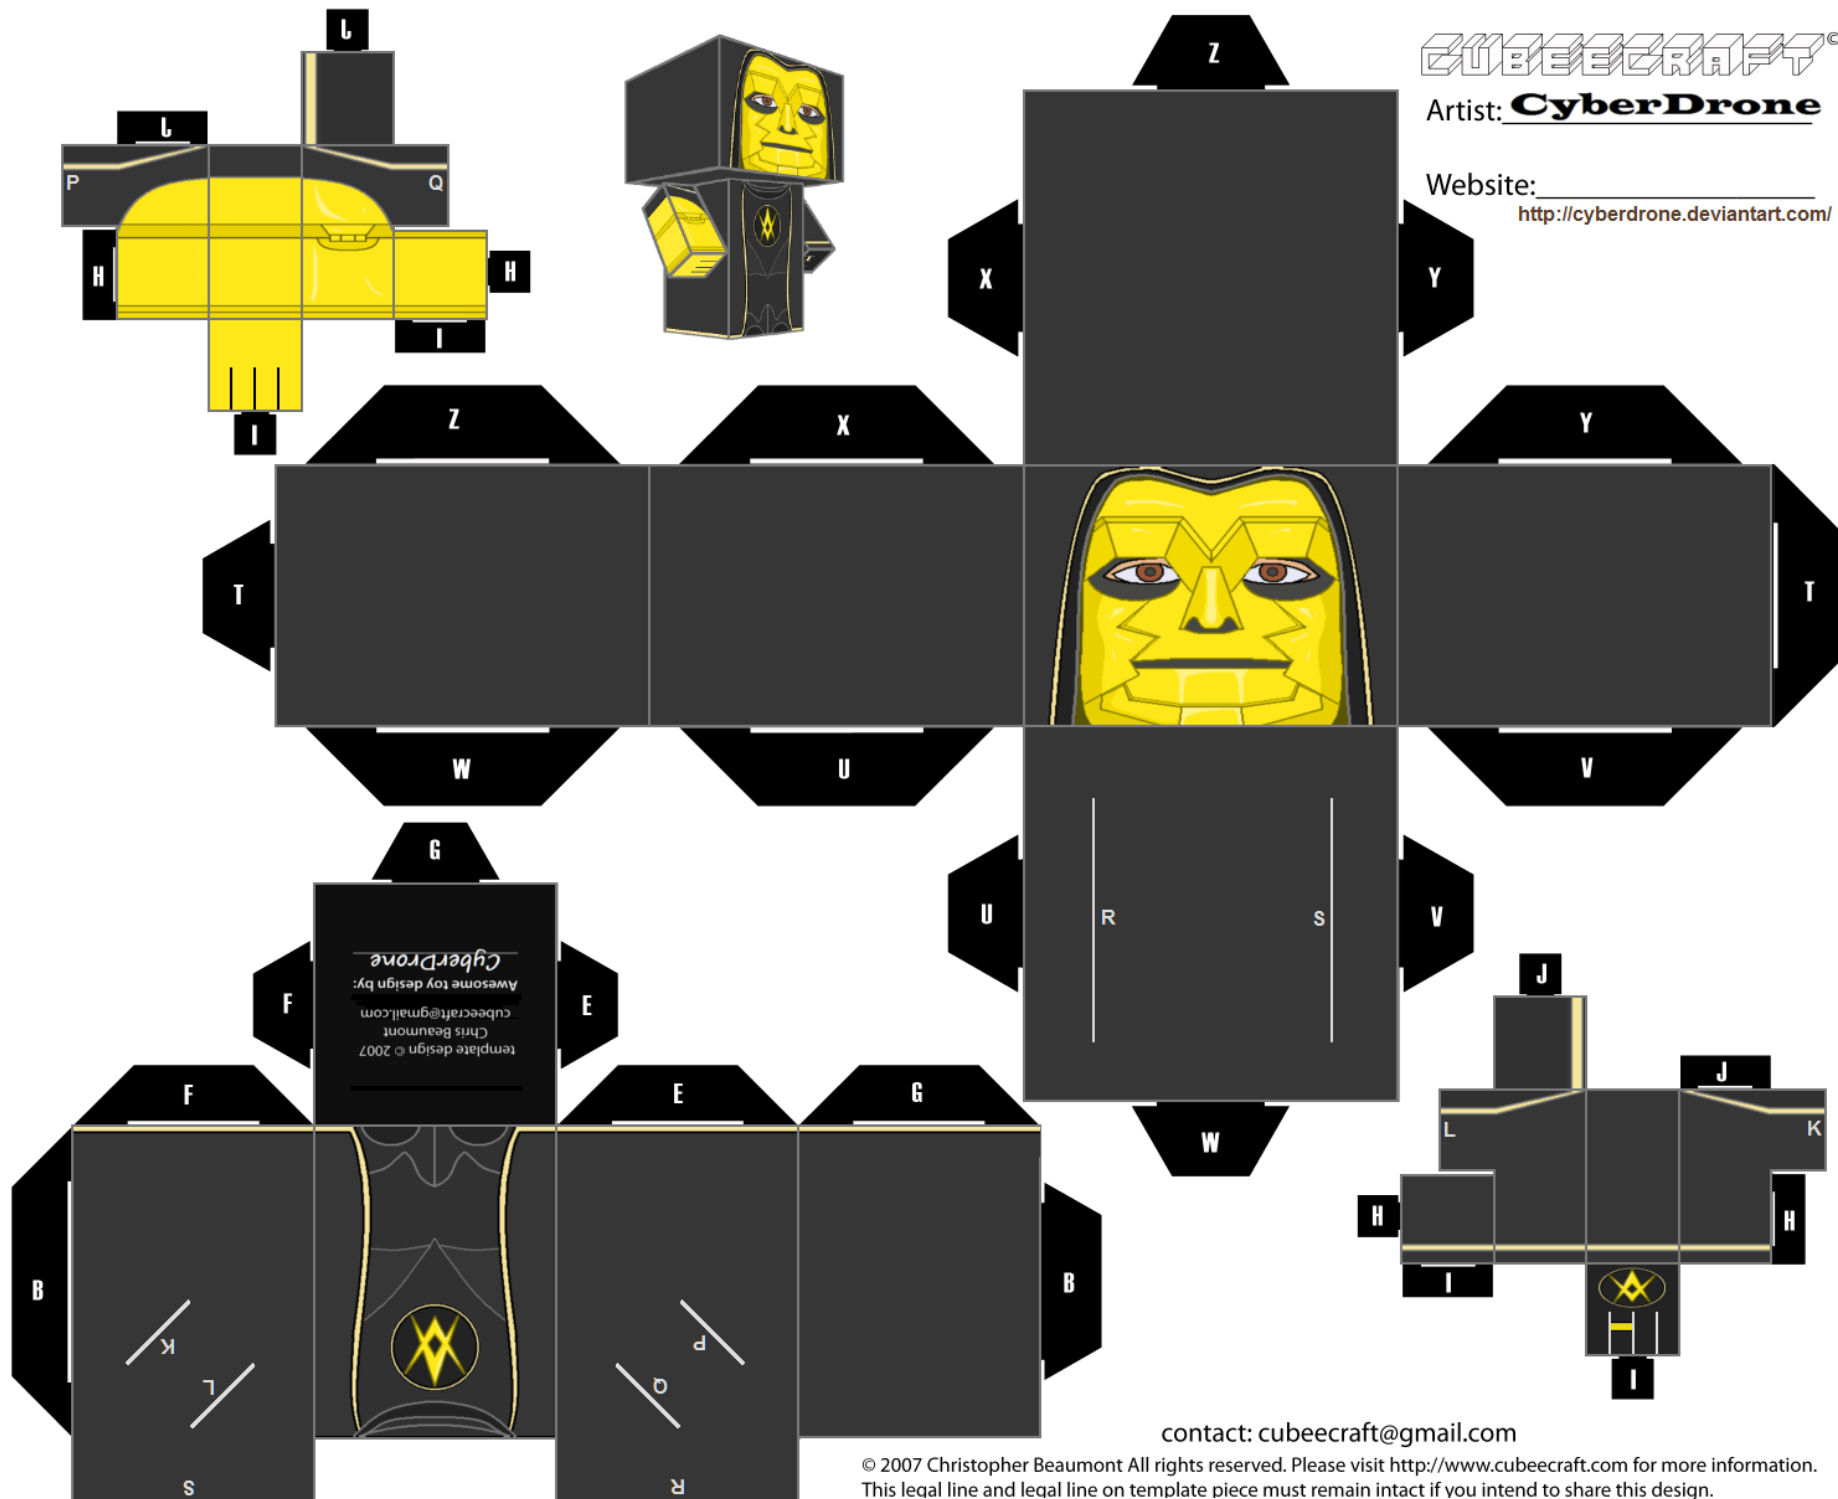 J
Z
CUBEECRAFT©
Artist: CyberDrone
J
P
Q
Website:
http://cyberdrone.deviantart.com/
H
H
X
Y
I
I
Z
X
Y
T
T
W
U
V
G
U
R
S
V
CyberDrone
Awesome toy design by:
cubeecraft@gmail.com
Chris Beaumont
template design © 2007
F
E
J
F
E
G
J
L
K
W
H
H
B
B
I
K
P
L
Q
I
contact: cubeecraft@gmail.com
© 2007 Christopher Beaumont All rights reserved. Please visit http://www.cubeecraft.com for more information.
S
R
This legal line and legal line on template piece must remain intact if you intend to share this design.